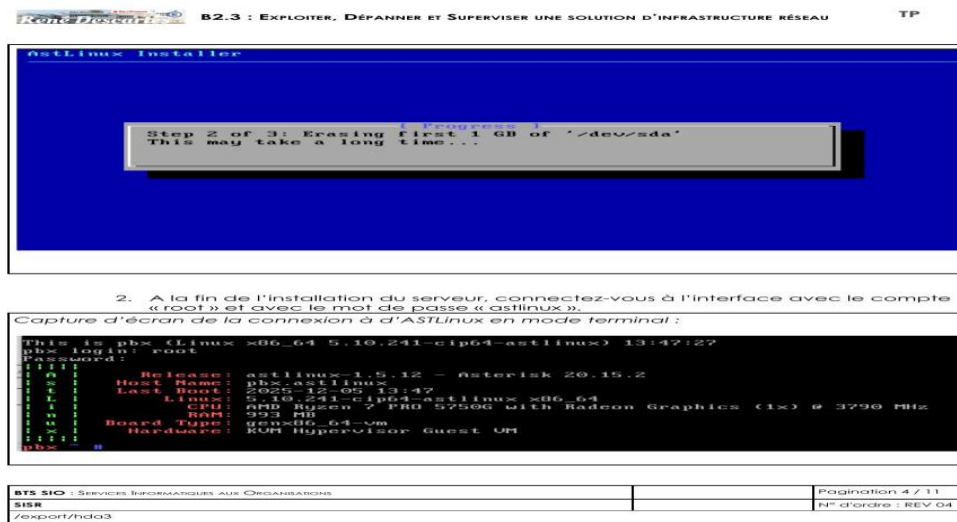 René Descartes
B2.3 : Exploiter, Dépanner et Superviser une solution d'infrastructure réseau
TP
AstLinux Installer
[ Progress ]
Step 2 of 3: Erasing first 1 GB of '/dev/sda'
This may take a long time...
2. A la fin de l'installation du serveur, connectez-vous à l'interface avec le compte
« root » et avec le mot de passe « astlinux ».
Capture d'écran de la connexion à d'ASTLinux en mode terminal :
This is pbx (Linux x86_64 5.10.241-cip64-astlinux) 13:47:27
pbx login: root
Password:
A Release: astlinux-1.5.12 - Asterisk 20.15.2
s Host Name: pbx.astlinux
t Last Boot: 2025-12-05 13:47
L Linux: 5.10.241-cip64-astlinux x86_64
i CPU: AMD Ryzen 7 PRO 5750G with Radeon Graphics (1x) @ 3790 MHz
n RAM: 993 MB
u Board Type: genx86_64-vm
x Hardware: KVM Hypervisor Guest VM
pbx ~ #
BTS SIO : Services Informatiques aux Organisations
Pagination 4 / 11
SISR
N° d'ordre : REV 04
/export/hda3